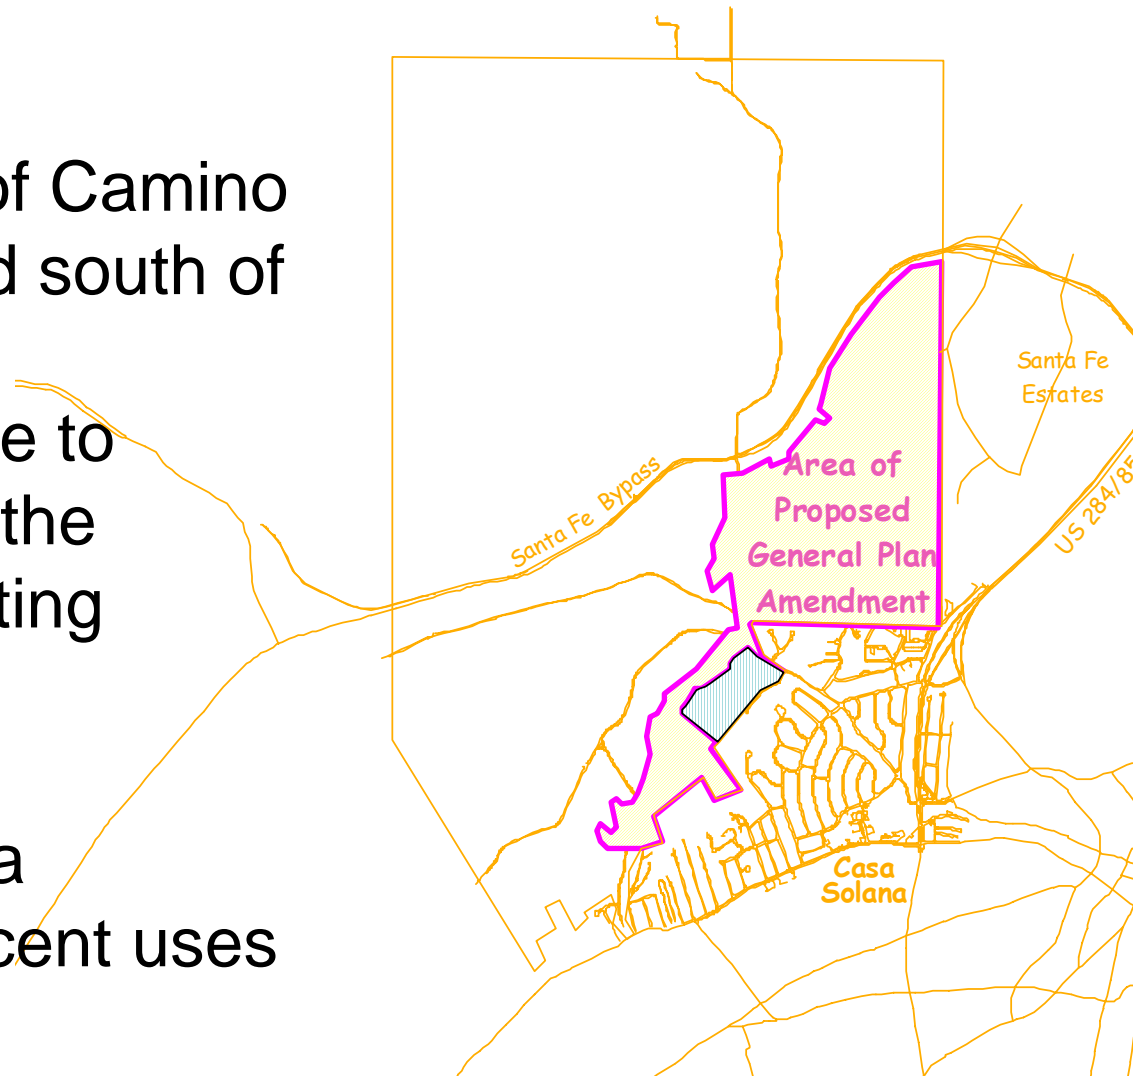 of Camino
d south of
e to
the
ting
a
cent uses
Santa Fe
Estates
US 284/85
Santa Fe Bypass
Area of
Proposed
General Plan
Amendment
Casa
Solana